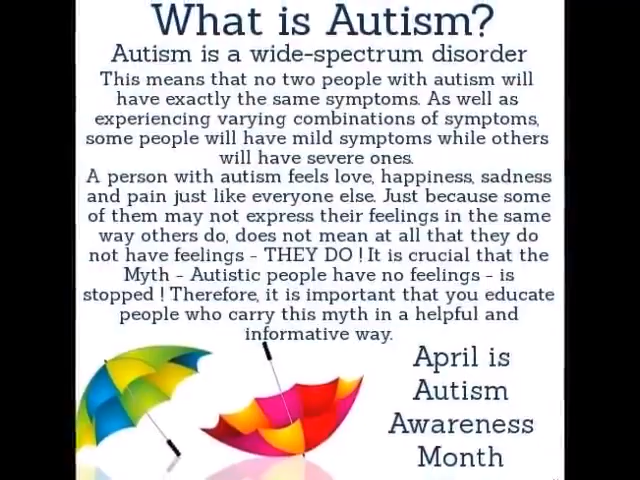 What is Autism?
Autism is a wide-spectrum disorder
This means that no two people with autism will
have exactly the same symptoms. As well as
experiencing varying combinations of symptoms,
some people will have mild symptoms while others
will have severe ones.
A person with autism feels love, happiness, sadness
and pain just like everyone else. Just because some
of them may not express their feelings in the same
way others do, does not mean at all that they do
not have feelings - THEY DO ! It is crucial that the
Myth - Autistic people have no feelings - is
stopped ! Therefore, it is important that you educate
people who carry this myth in a helpful and
informative way.
April is
Autism
Awareness
Month